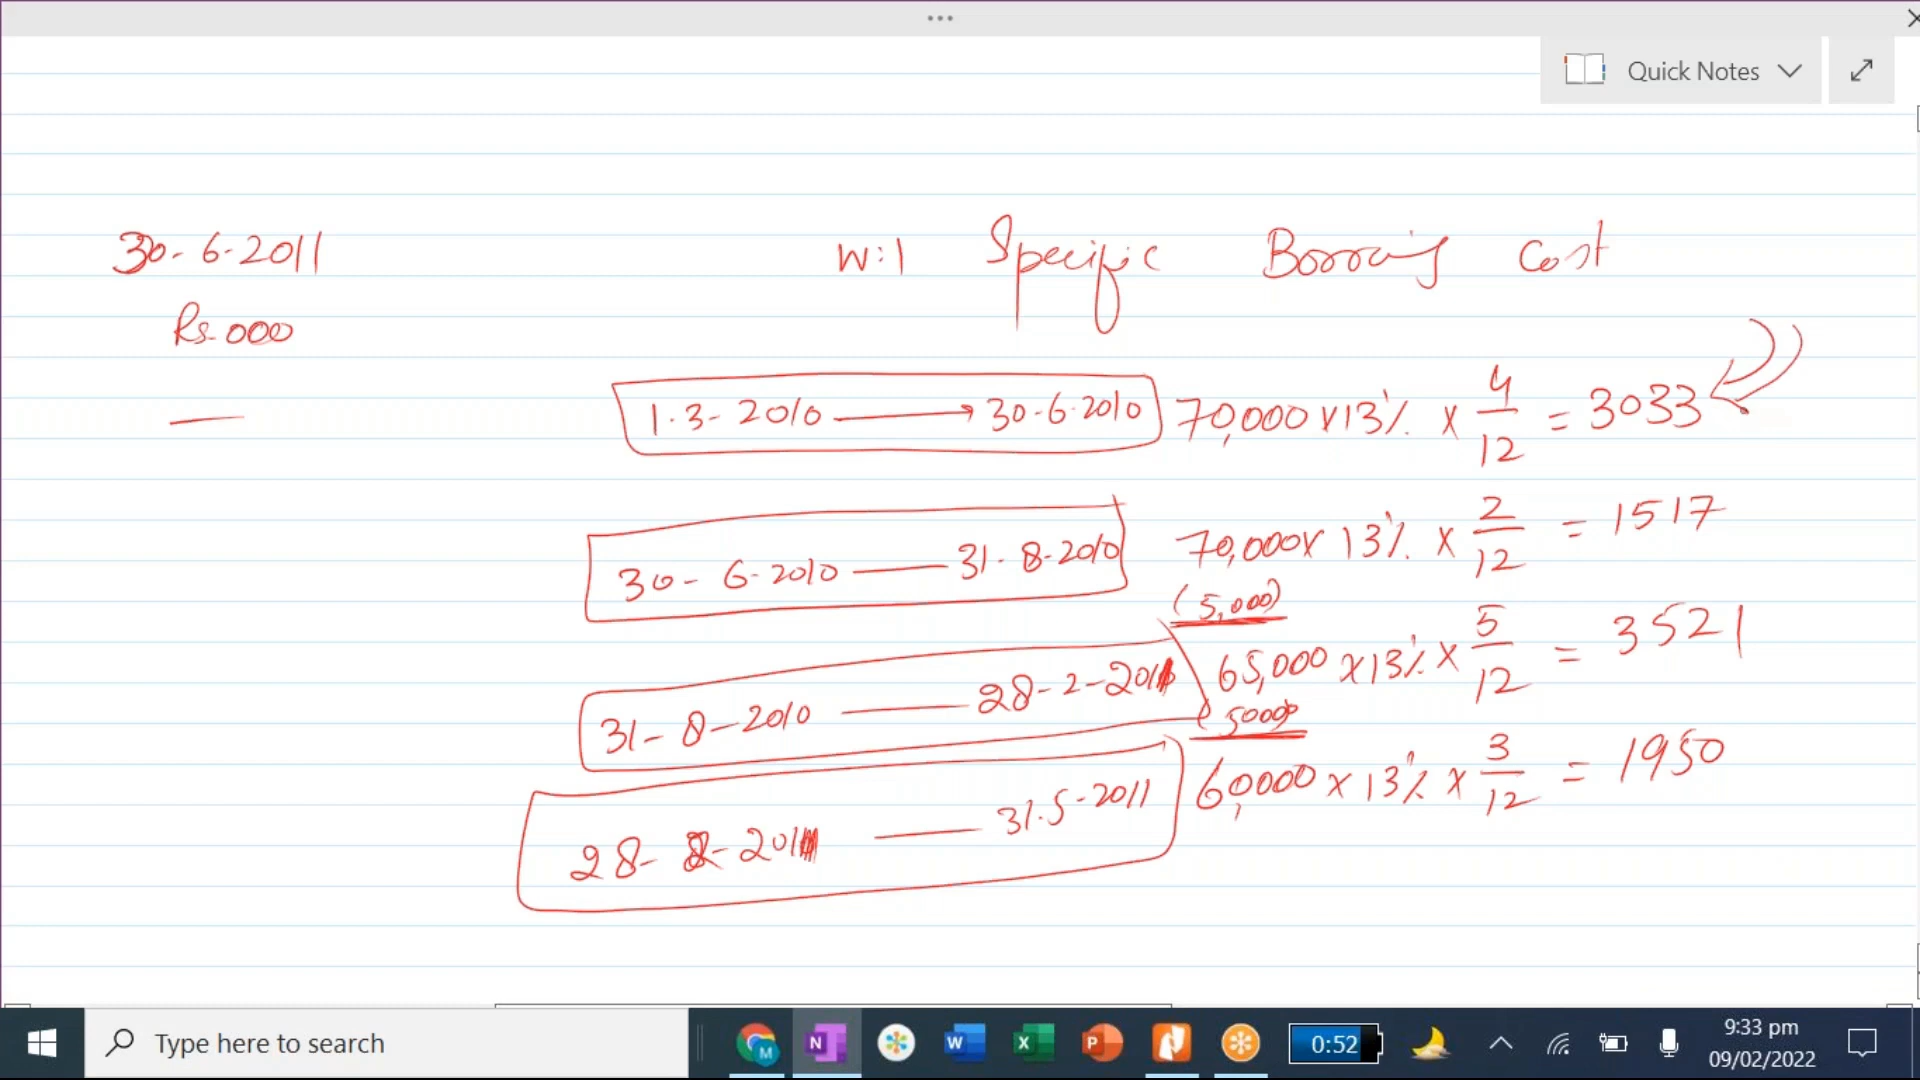 Quick Notes
30-6-2011
W:1 Specific Borrowing Cost
Rs.000
1.3-2010 → 30-6-2010 70,000 x 13% x 4/12 = 3033
30-6-2010 — 31-8-2010 70,000 x 13% x 2/12 = 1517
(5,000)
31-8-2010 — 28-2-2011 65,000 x 13% x 5/12 = 3521
(5000)
28-2-2011 — 31.5-2011 60,000 x 13% x 3/12 = 1950
Type here to search
0:52
9:33 pm
09/02/2022